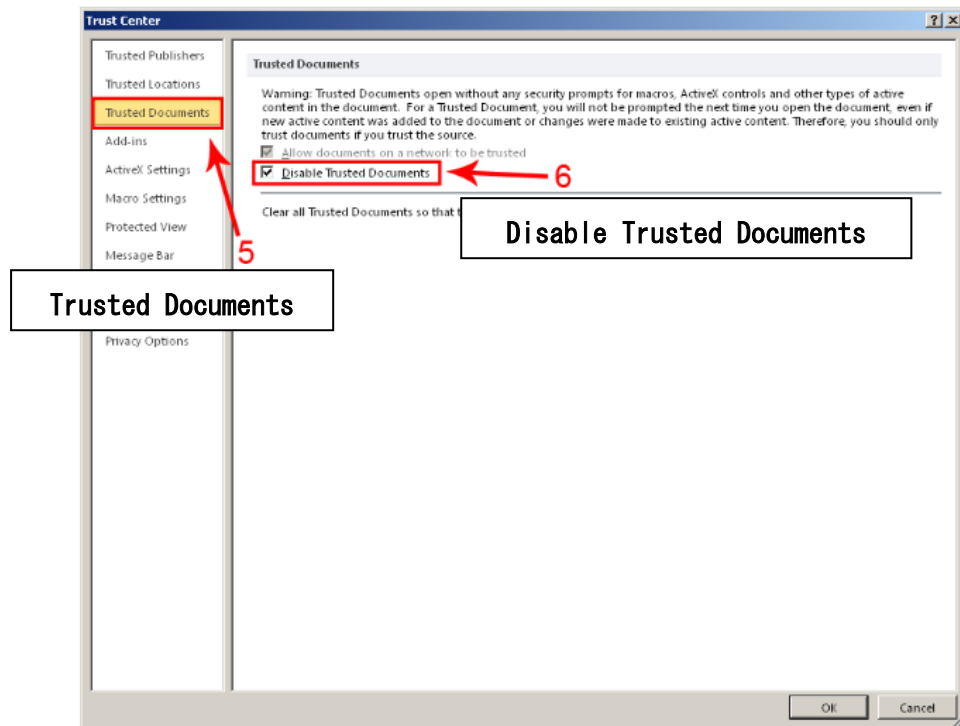 Trust Center
Trusted Publishers
Trusted Locations
Trusted Documents
Add-ins
ActiveX Settings
Macro Settings
Protected View
Message Bar
Privacy Options
Trusted Documents
Warning: Trusted Documents open without any security prompts for macros, ActiveX controls and other types of active
content in the document. For a Trusted Document, you will not be prompted the next time you open the document, even if
new active content was added to the document or changes were made to existing active content. Therefore, you should only
trust documents if you trust the source.
Allow documents on a network to be trusted
Disable Trusted Documents
6
Clear all Trusted Documents so that
Disable Trusted Documents
5
Trusted Documents
OK
Cancel